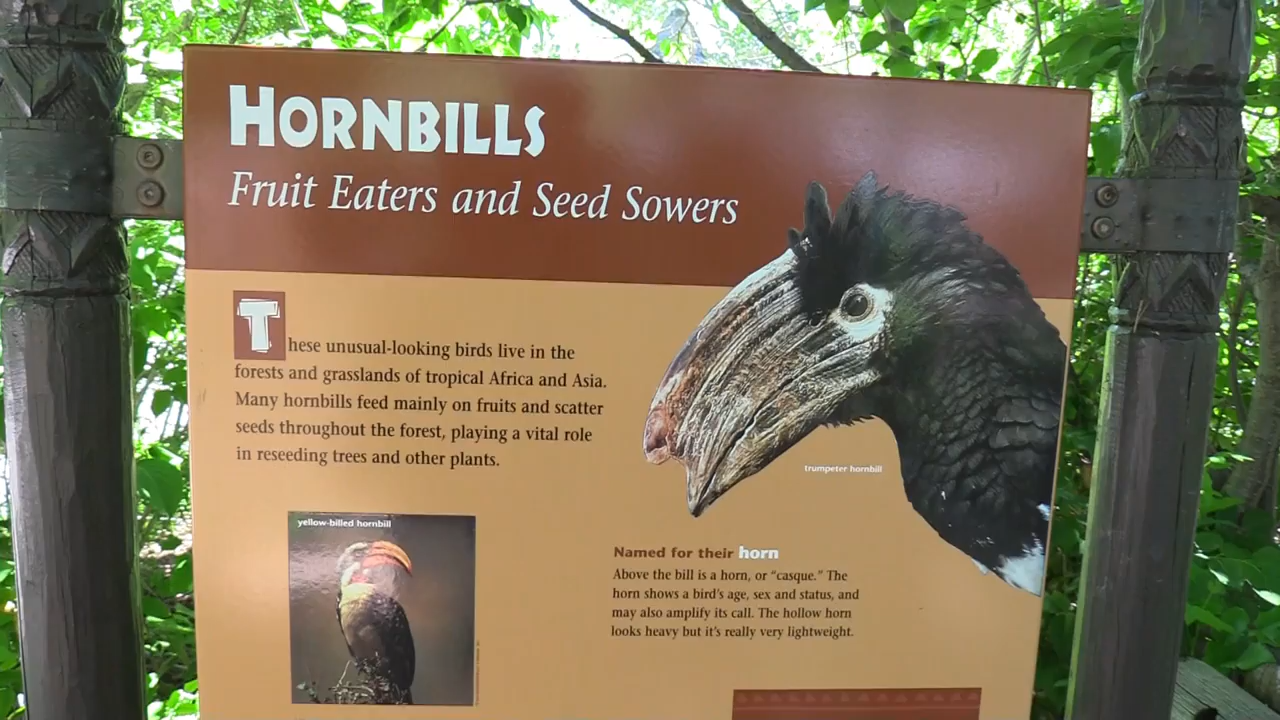 HORNBILLS
Fruit Eaters and Seed Sowers
These unusual-looking birds live in the
forests and grasslands of tropical Africa and Asia.
Many hornbills feed mainly on fruits and scatter
seeds throughout the forest, playing a vital role
in reseeding trees and other plants.
trumpeter hornbill
yellow-billed hornbill
Named for their horn
Above the bill is a horn, or “casque.” The
horn shows a bird’s age, sex and status, and
may also amplify its call. The hollow horn
looks heavy but it’s really very lightweight.